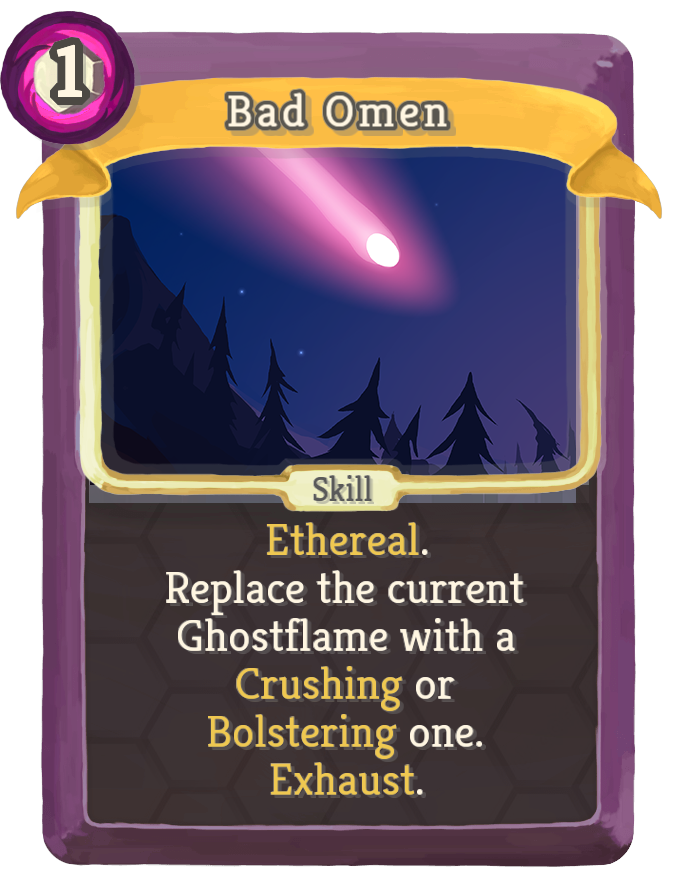 1
Bad Omen
Skill
Ethereal.
Replace the current
Ghostflame with a
Crushing or
Bolstering one.
Exhaust.